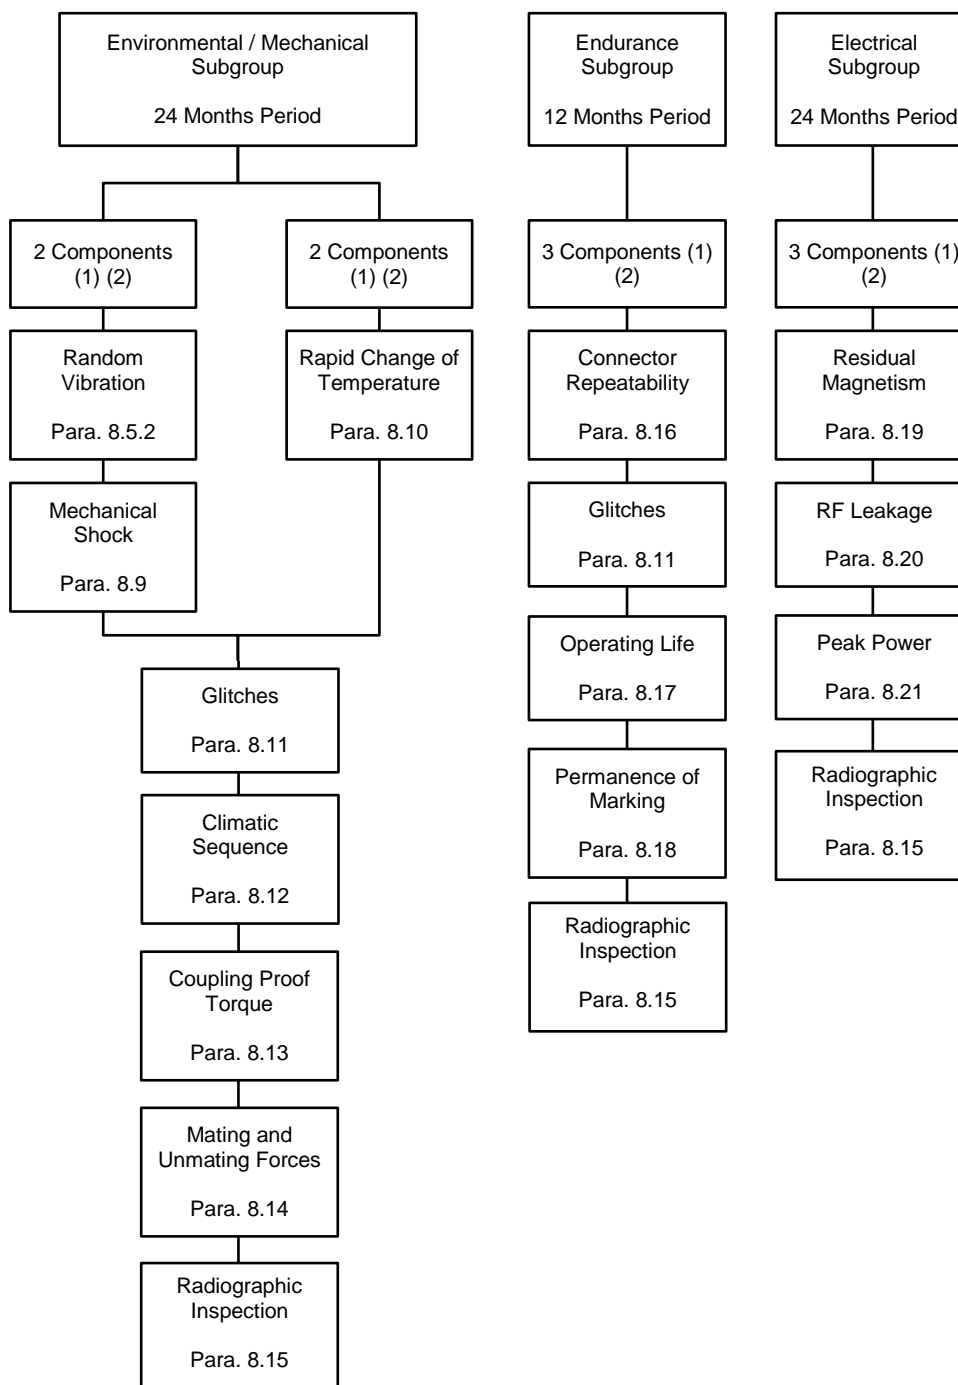 Environmental / Mechanical
Subgroup
24 Months Period
Endurance
Subgroup
12 Months Period
Electrical
Subgroup
24 Months Period
2 Components
(1) (2)
2 Components
(1) (2)
3 Components (1)
(2)
3 Components (1)
(2)
Random
Vibration
Para. 8.5.2
Rapid Change of
Temperature
Para. 8.10
Connector
Repeatability
Para. 8.16
Residual
Magnetism
Para. 8.19
Mechanical
Shock
Para. 8.9
Glitches
Para. 8.11
RF Leakage
Para. 8.20
Operating Life
Para. 8.17
Peak Power
Para. 8.21
Glitches
Para. 8.11
Permanence of
Marking
Para. 8.18
Radiographic
Inspection
Para. 8.15
Climatic
Sequence
Para. 8.12
Radiographic
Inspection
Para. 8.15
Coupling Proof
Torque
Para. 8.13
Mating and
Unmating Forces
Para. 8.14
Radiographic
Inspection
Para. 8.15